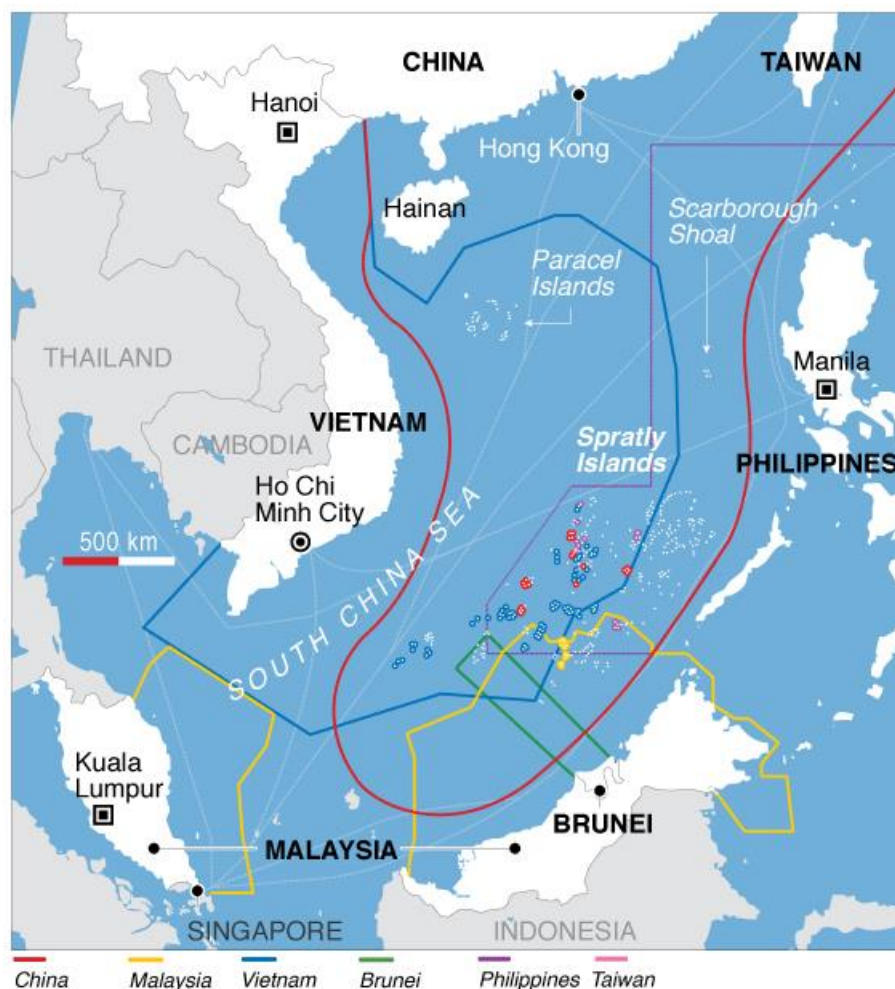 CHINA
TAIWAN
Hanoi
Hong Kong
Hainan
Scarborough
Shoal
Paracel
Islands
THAILAND
Manila
VIETNAM
CAMBODIA
Spratly
Islands
PHILIPPINES
Ho Chi
Minh City
500 km
SOUTH CHINA SEA
Kuala
Lumpur
BRUNEI
MALAYSIA
SINGAPORE
INDONESIA
China
Malaysia
Vietnam
Brunei
Philippines
Taiwan